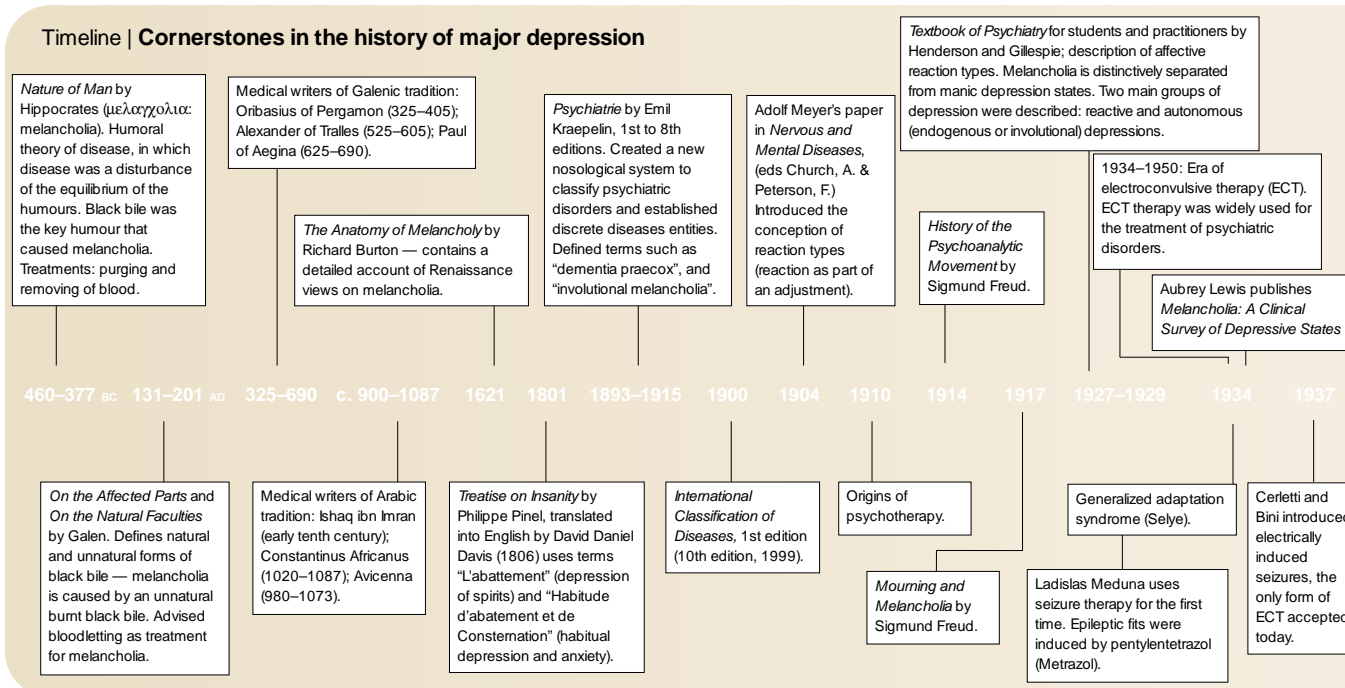 Timeline | Cornerstones in the history of major depression
Nature of Man by
Hippocrates (μελαγχολια:
melancholia). Humoral
theory of disease, in which
disease was a disturbance
of the equilibrium of the
humours. Black bile was
the key humour that
caused melancholia.
Treatments: purging and
removing of blood.
Medical writers of Galenic tradition:
Oribasius of Pergamon (325–405);
Alexander of Tralles (525–605); Paul
of Aegina (625–690).
The Anatomy of Melancholy by
Richard Burton — contains a
detailed account of Renaissance
views on melancholia.
Psychiatrie by Emil
Kraepelin, 1st to 8th
editions. Created a new
nosological system to
classify psychiatric
disorders and established
discrete diseases entities.
Defined terms such as
“dementia praecox”, and
“involutional melancholia”.
Adolf Meyer’s paper
in Nervous and
Mental Diseases,
(eds Church, A. &
Peterson, F.)
Introduced the
conception of
reaction types
(reaction as part of
an adjustment).
History of the
Psychoanalytic
Movement by
Sigmund Freud.
Textbook of Psychiatry for students and practitioners by
Henderson and Gillespie; description of affective
reaction types. Melancholia is distinctively separated
from manic depression states. Two main groups of
depression were described: reactive and autonomous
(endogenous or involutional) depressions.
1934–1950: Era of
electroconvulsive therapy (ECT).
ECT therapy was widely used for
the treatment of psychiatric
disorders.
Aubrey Lewis publishes
Melancholia: A Clinical
Survey of Depressive States
460–377 BC 131–201 AD 325–690 c. 900–1087 1621 1801 1893–1915 1900 1904 1910 1914 1917 1927–1929 1934 1937
On the Affected Parts and
On the Natural Faculties
by Galen. Defines natural
and unnatural forms of
black bile — melancholia
is caused by an unnatural
burnt black bile. Advised
bloodletting as treatment
for melancholia.
Medical writers of Arabic
tradition: Ishaq ibn Imran
(early tenth century);
Constantinus Africanus
(1020–1087); Avicenna
(980–1073).
Treatise on Insanity by
Philippe Pinel, translated
into English by David Daniel
Davis (1806) uses terms
“L’abattement” (depression
of spirits) and “Habitude
d’abatement et de
Consternation” (habitual
depression and anxiety).
International
Classification of
Diseases, 1st edition
(10th edition, 1999).
Origins of
psychotherapy.
Mourning and
Melancholia by
Sigmund Freud.
Generalized adaptation
syndrome (Selye).
Ladislas Meduna uses
seizure therapy for the first
time. Epileptic fits were
induced by pentylentetrazol
(Metrazol).
Cerletti and
Bini introduced
electrically
induced
seizures, the
only form of
ECT accepted
today.